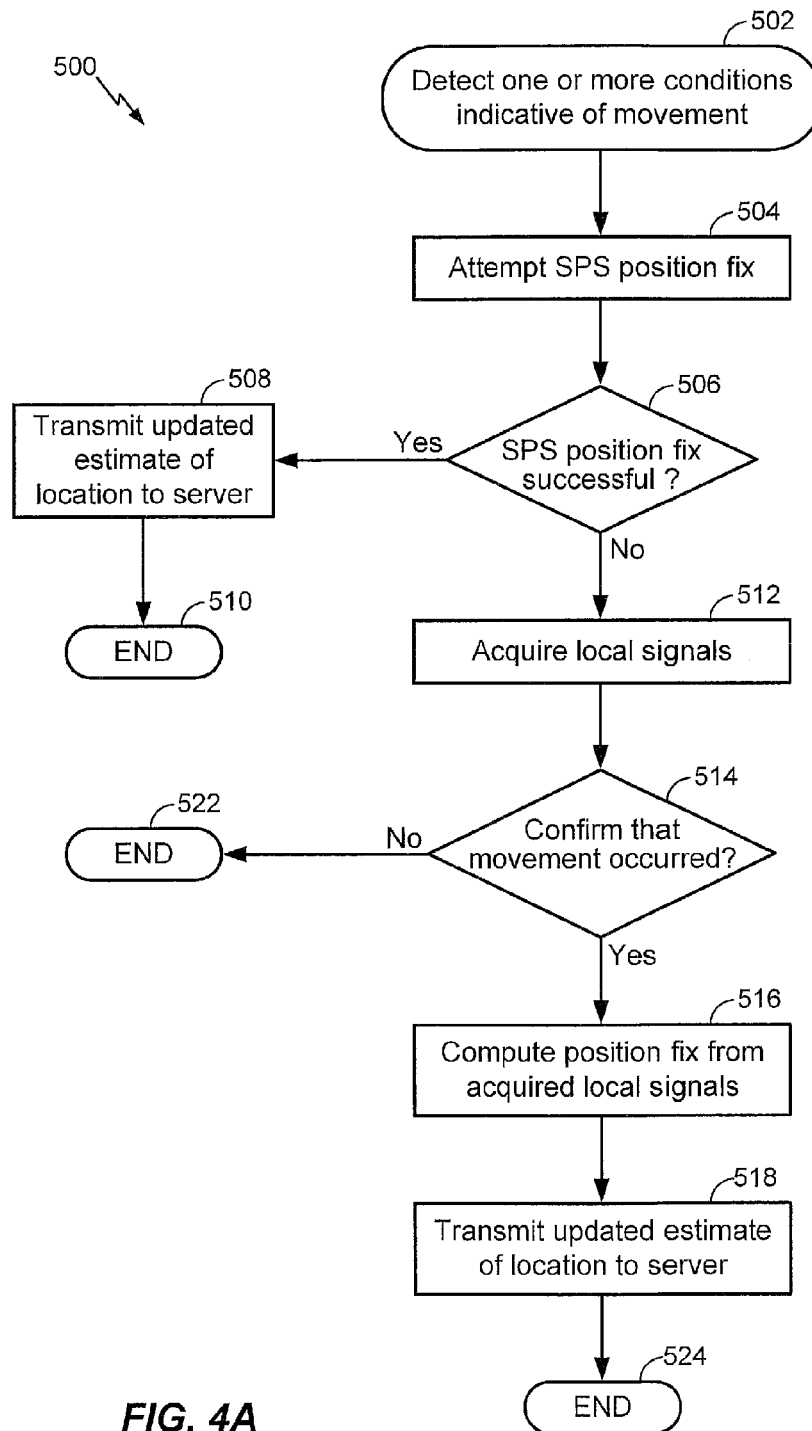 500
502
Detect one or more conditions
indicative of movement
504
Attempt SPS position fix
506
SPS position fix
successful ?
Yes
No
508
Transmit updated
estimate of
location to server
510
END
512
Acquire local signals
514
Confirm that
movement occurred?
No
Yes
522
END
516
Compute position fix from
acquired local signals
518
Transmit updated estimate
of location to server
524
END
FIG. 4A